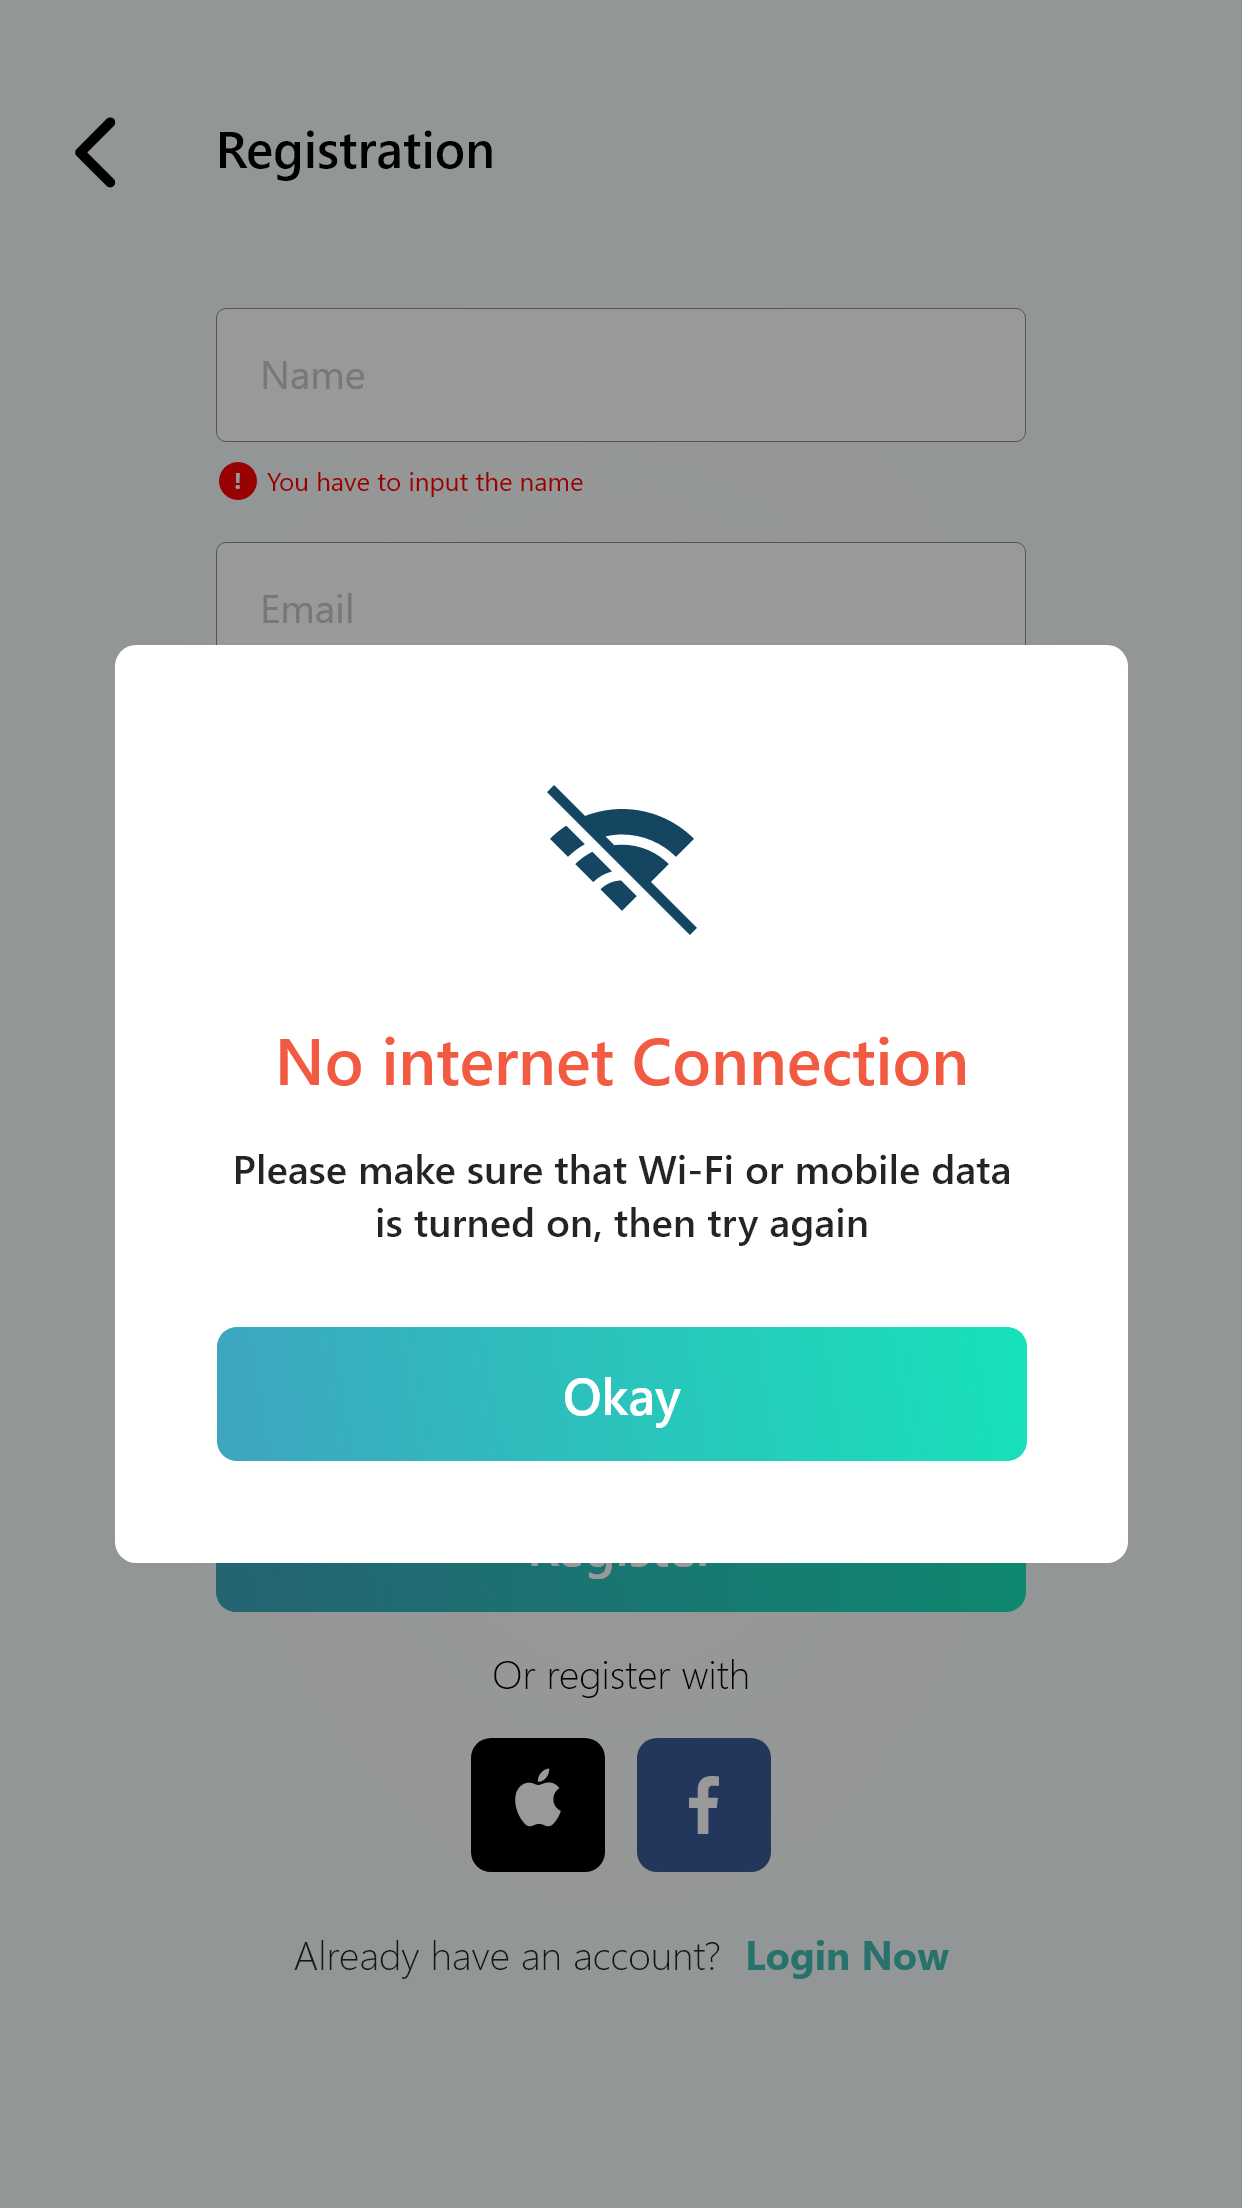 Registration
Name
! You have to input the name
Email
No internet Connection
Please make sure that Wi-Fi or mobile data
is turned on, then try again
Okay
Register
Or register with
Already have an account? Login Now